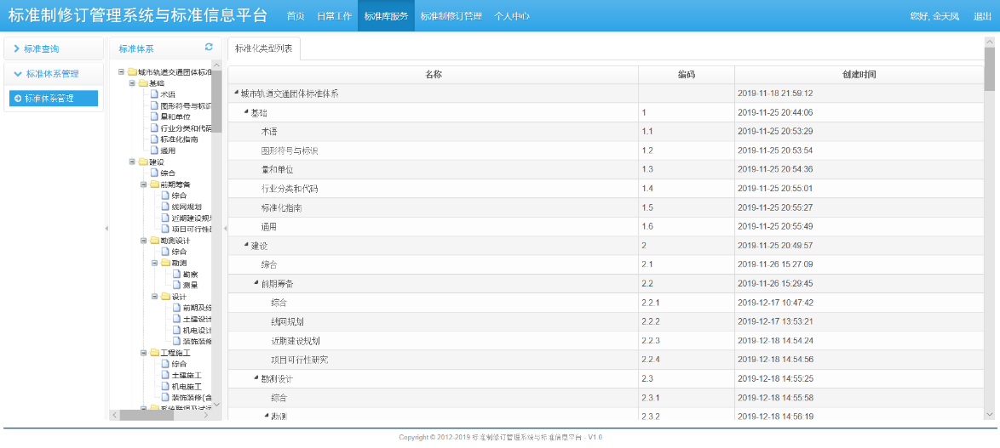 标准制修订管理系统与标准信息平台 首页 日常工作 标准库服务 标准制修订管理 个人中心 您好, 金天风 退出
标准查询
标准体系管理
标准体系管理
标准体系
城市轨道交通团体标准
基础
术语
图形符号与标识
量和单位
行业分类和代码
标准化指南
通用
建设
综合
前期筹备
综合
线网规划
近期建设规
项目可行性
勘测设计
综合
勘测
勘察
测量
设计
前期及综
土建设计
机电设计
装饰装修
工程施工
综合
土建施工
机电施工
装饰装修(含
系统联调及试运
标准化类型列表
名称 编码 创建时间
城市轨道交通团体标准体系 2019-11-18 21:59:12
基础 1 2019-11-25 20:44:06
术语 1.1 2019-11-25 20:53:29
图形符号与标识 1.2 2019-11-25 20:53:54
量和单位 1.3 2019-11-25 20:54:36
行业分类和代码 1.4 2019-11-25 20:55:01
标准化指南 1.5 2019-11-25 20:55:27
通用 1.6 2019-11-25 20:55:49
建设 2 2019-11-25 20:49:57
综合 2.1 2019-11-26 15:27:09
前期筹备 2.2 2019-11-26 15:29:45
综合 2.2.1 2019-12-17 10:47:42
线网规划 2.2.2 2019-12-17 13:53:21
近期建设规划 2.2.3 2019-12-18 14:54:24
项目可行性研究 2.2.4 2019-12-18 14:54:56
勘测设计 2.3 2019-12-18 14:55:25
综合 2.3.1 2019-12-18 14:55:58
勘测 2.3.2 2019-12-18 14:56:19
Copyright © 2012-2019 标准制修订管理系统与标准信息平台 - V1.0